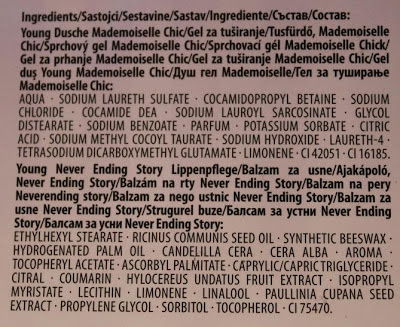 Ingredients/Sastojci/Sestavine/Sastav/Ingrediente/Състав/Состав:
Young Dusche Mademoiselle Chic/Gel za tuširanje/Tusfürdő, Mademoiselle
Chic/Sprchový gel Mademoiselle Chic/Sprchovací gél Mademoiselle Chick/
Gel za prhanje Mademoiselle Chic/Gel za tuširanje Mademoiselle Chic/Gel
duș Young Mademoiselle Chic/Душ гел Mademoiselle/Гел за туширање
Mademoiselle Chic:
AQUA · SODIUM LAURETH SULFATE · COCAMIDOPROPYL BETAINE · SODIUM
CHLORIDE · COCAMIDE DEA · SODIUM LAUROYL SARCOSINATE · GLYCOL
DISTEARATE · SODIUM BENZOATE · PARFUM · POTASSIUM SORBATE · CITRIC
ACID · SODIUM METHYL COCOYL TAURATE · SODIUM HYDROXIDE · LAURETH-4 ·
TETRASODIUM DICARBOXYMETHYL GLUTAMATE · LIMONENE · CI 42051 · CI 16185.
Young Never Ending Story Lippenpflege/Balzam za usne/Ajakápoló,
Never Ending Story/Balzám na rty Never Ending Story/Balzam na pery
Neverending story/Balzam za nego ustnic Never Ending Story/Balzam za
usne Never Ending Story/Strugurel buze/Балсам за устни Never Ending
Story/Балсам за усни Never Ending Story:
ETHYLHEXYL STEARATE · RICINUS COMMUNIS SEED OIL · SYNTHETIC BEESWAX ·
HYDROGENATED PALM OIL · CANDELILLA CERA · CERA ALBA · AROMA ·
TOCOPHERYL ACETATE · ASCORBYL PALMITATE · CAPRYLIC/CAPRIC TRIGLYCERIDE ·
CITRAL · COUMARIN · HYLOCEREUS UNDATUS FRUIT EXTRACT · ISOPROPYL
MYRISTATE · LECITHIN · LIMONENE · LINALOOL · PAULLINIA CUPANA SEED
EXTRACT · PROPYLENE GLYCOL · SORBITOL · TOCOPHEROL · CI 75470.